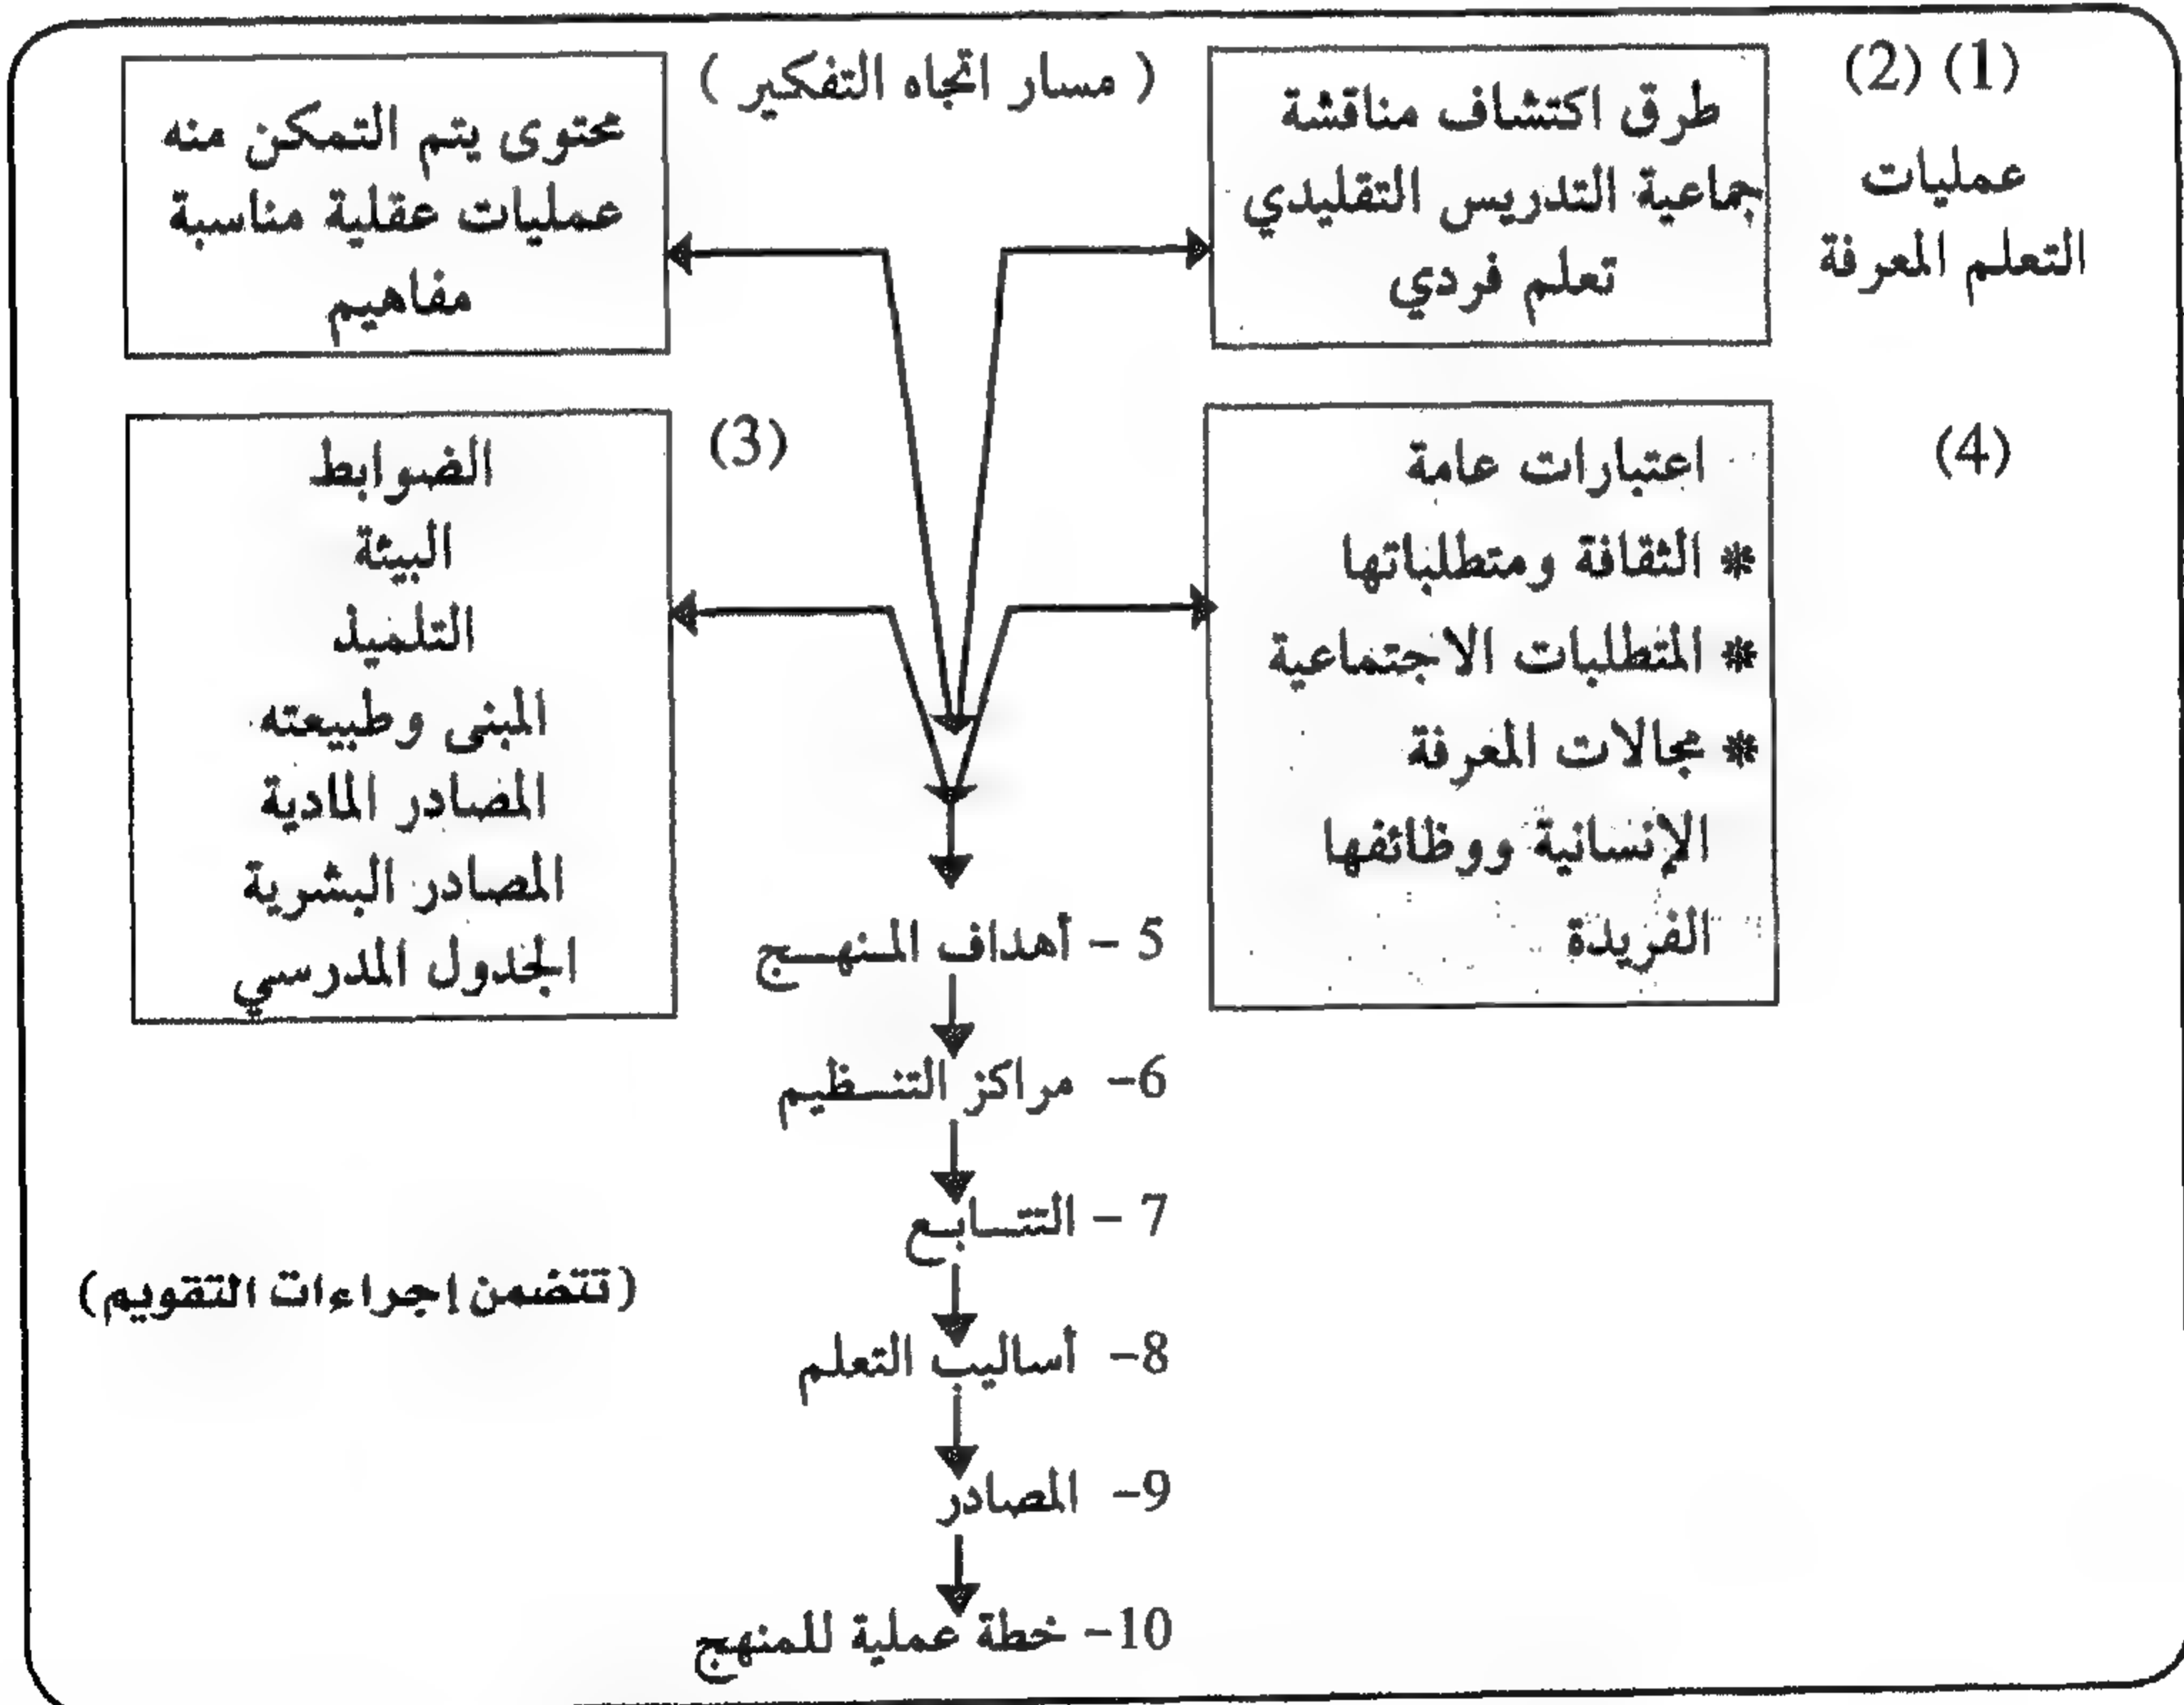 (1) (2)
عمليات
التعلم المعرفة
طرق اكتشاف مناقشة
جماعية التدريس التقليدي
تعلم فردي
( مسار اتجاه التفكير )
محتوى يتم التمكن منه
عمليات عقلية مناسبة
مفاهيم
(4)
اعتبارات عامة
* الثقافة ومتطلباتها
* المتطلبات الاجتماعية
* مجالات المعرفة
الإنسانية ووظائفها
الفريدة
(3)
الضوابط
البيئة
التلميذ
المبنى وطبيعته
المصادر المادية
المصادر البشرية
الجدول المدرسي
5 - أهداف المنهج
6- مراكز التنظيم
7 - التتابع
(تتضمن إجراءات التقويم)
8- أساليب التعلم
9- المصادر
10- خطة عملية للمنهج